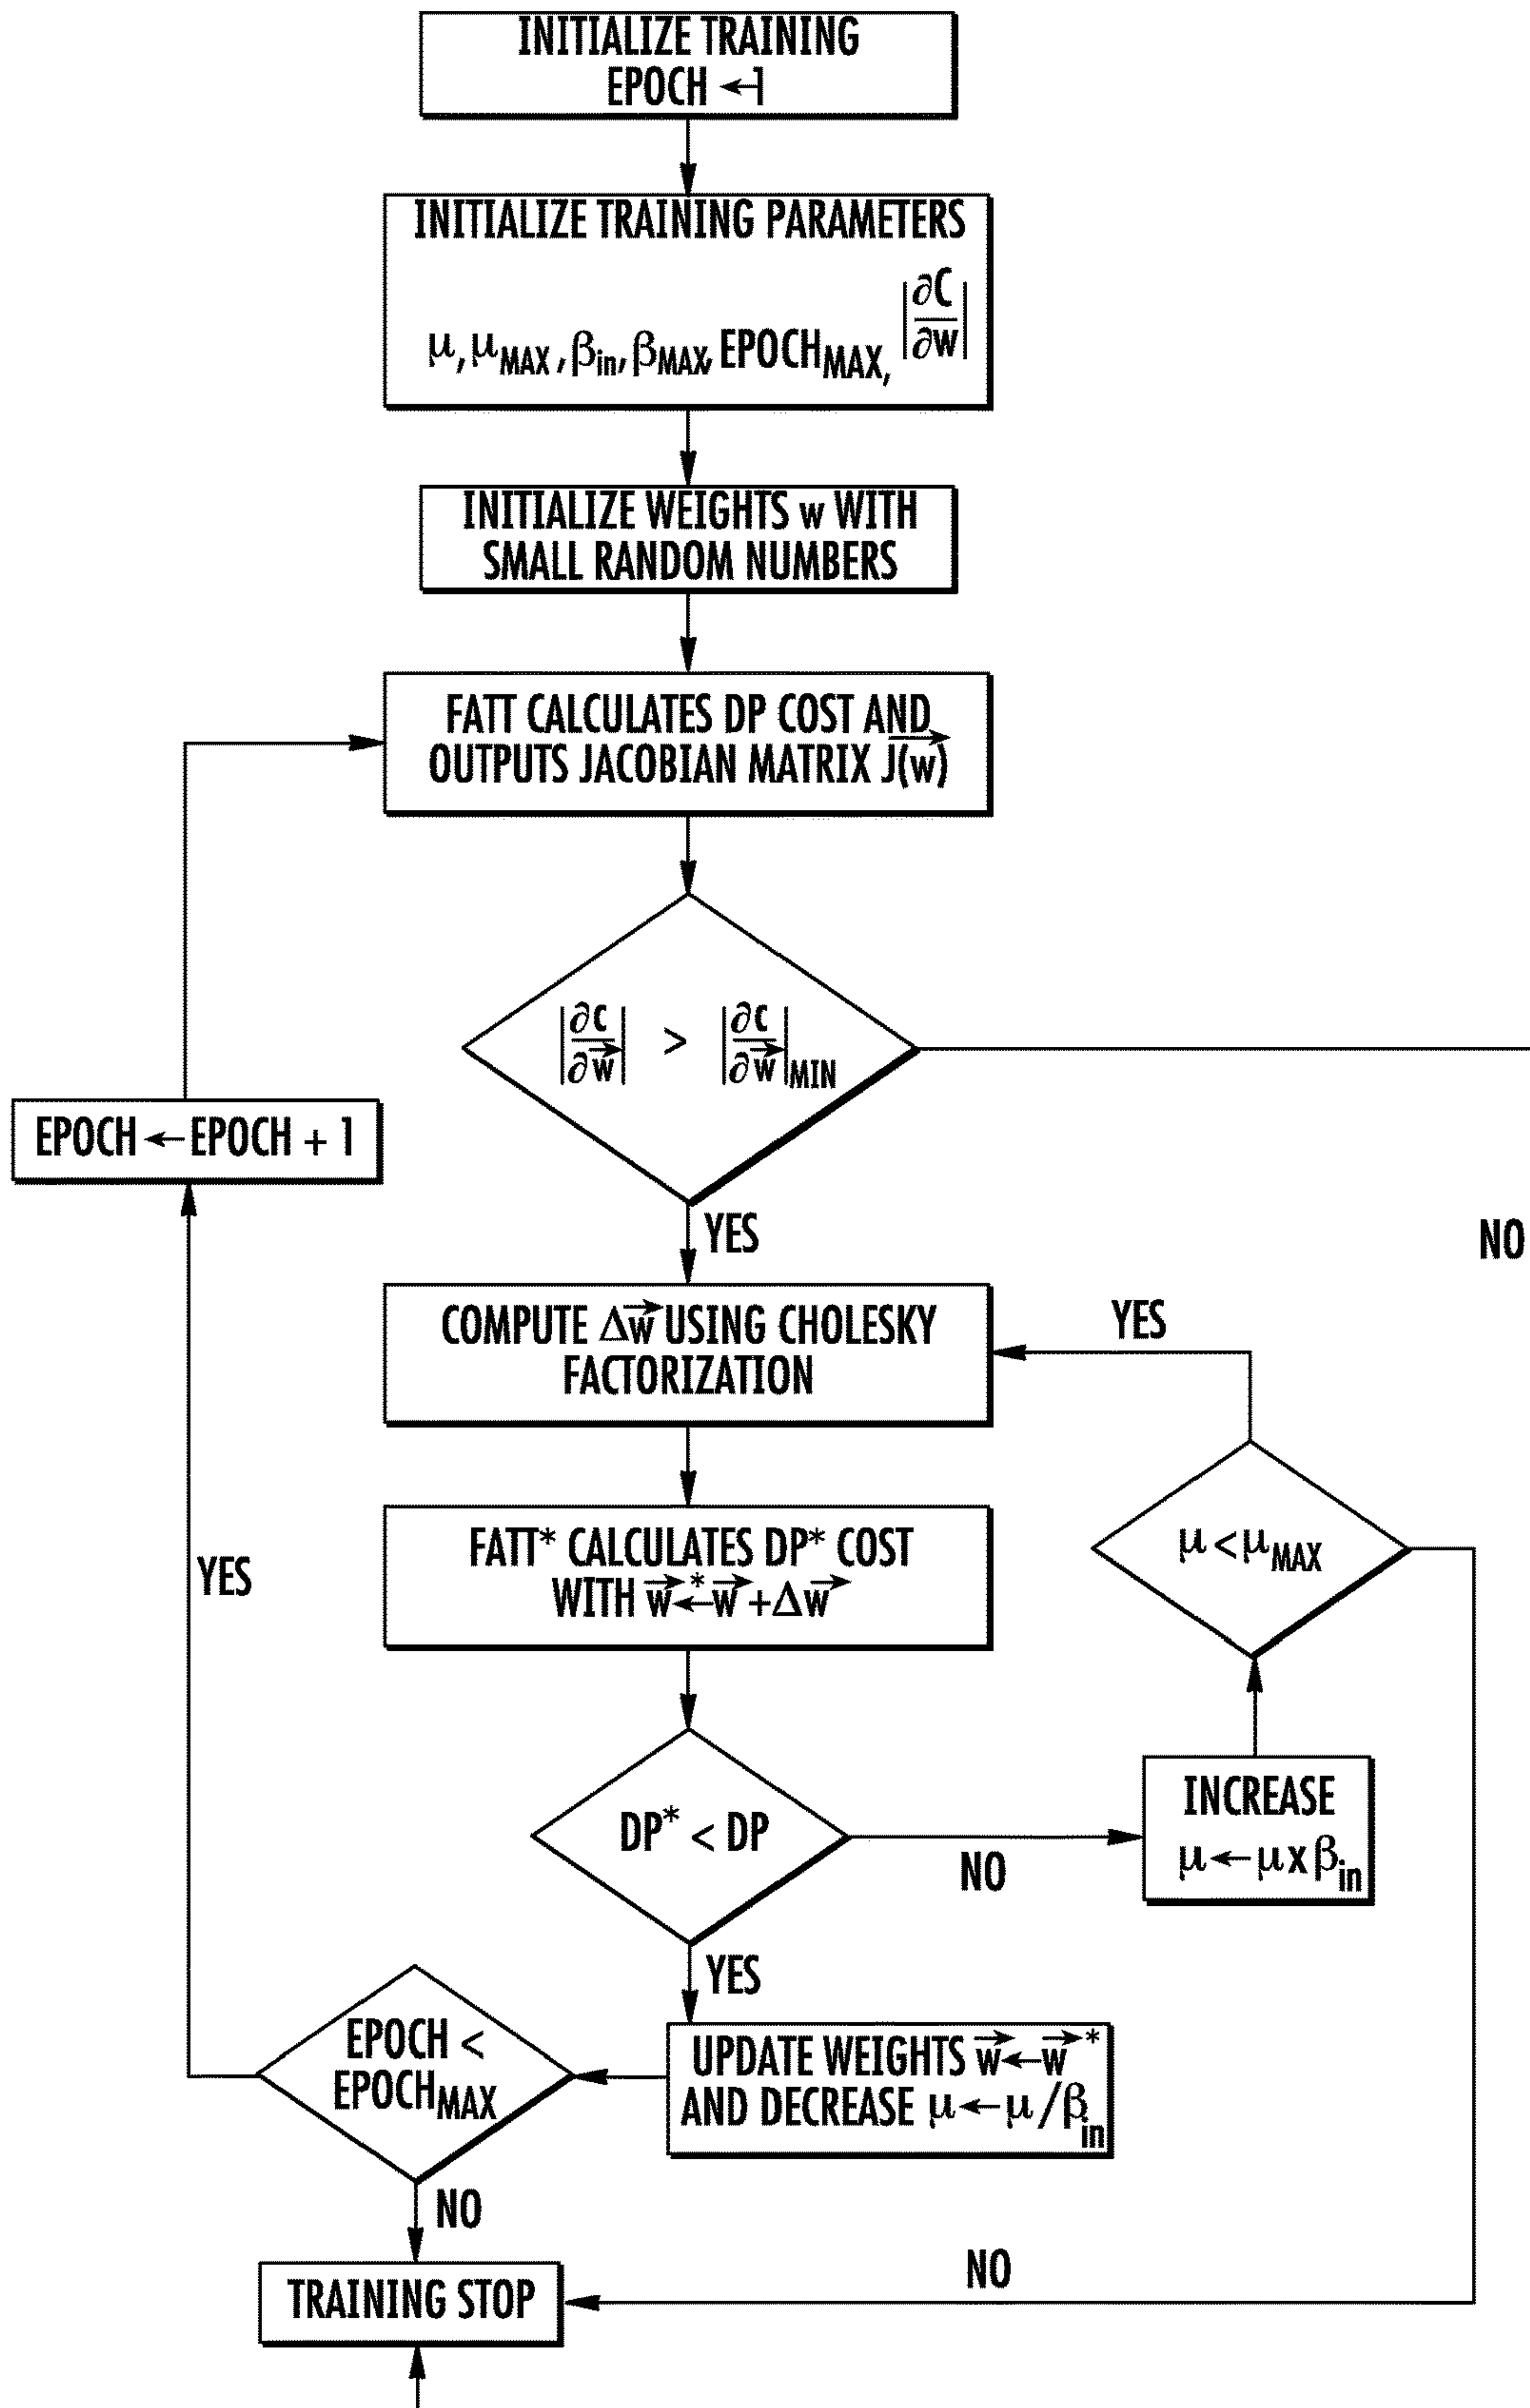 INITIALIZE TRAINING
EPOCH ←1
INITIALIZE TRAINING PARAMETERS
μ, μMAX, βin, βMAX, EPOCHMAX, |∂C/∂w|
INITIALIZE WEIGHTS w WITH
SMALL RANDOM NUMBERS
FATT CALCULATES DP COST AND
OUTPUTS JACOBIAN MATRIX J(w⃗)
|∂C/∂w⃗| > |∂C/∂w⃗|MIN
EPOCH ← EPOCH + 1
YES
NO
COMPUTE Δw⃗ USING CHOLESKY
FACTORIZATION
YES
FATT* CALCULATES DP* COST
WITH w⃗*←w⃗+Δw⃗
μ < μMAX
YES
DP* < DP
NO
INCREASE
μ ← μ x βin
YES
EPOCH <
EPOCHMAX
UPDATE WEIGHTS w⃗←w⃗*
AND DECREASE μ ← μ/βin
NO
NO
TRAINING STOP